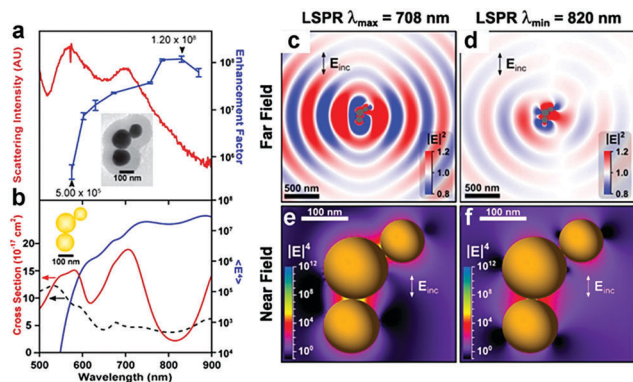 LSPR λmax = 708 nm
LSPR λmin = 820 nm
a
Scattering Intensity (AU)
1.20 x 10⁸
10⁸
10⁷
10⁶
Enhancement Factor
100 nm
5.00 x 10⁵
b
Cross Section (10⁻¹⁷ cm²)
20
15
10
5
0
100 nm
10⁸
10⁷
10⁶
10⁵
10⁴
10³
10²
10⁴
<E⁴>
500 600 700 800 900
Wavelength (nm)
Far Field
c
Einc
|E|²
1.2
1.0
0.8
500 nm
d
Einc
|E|²
1.2
1.0
0.8
500 nm
Near Field
e
100 nm
|E|⁴
10¹²
10⁸
10⁴
10⁰
Einc
f
100 nm
|E|⁴
10¹²
10⁸
10⁴
10⁰
Einc